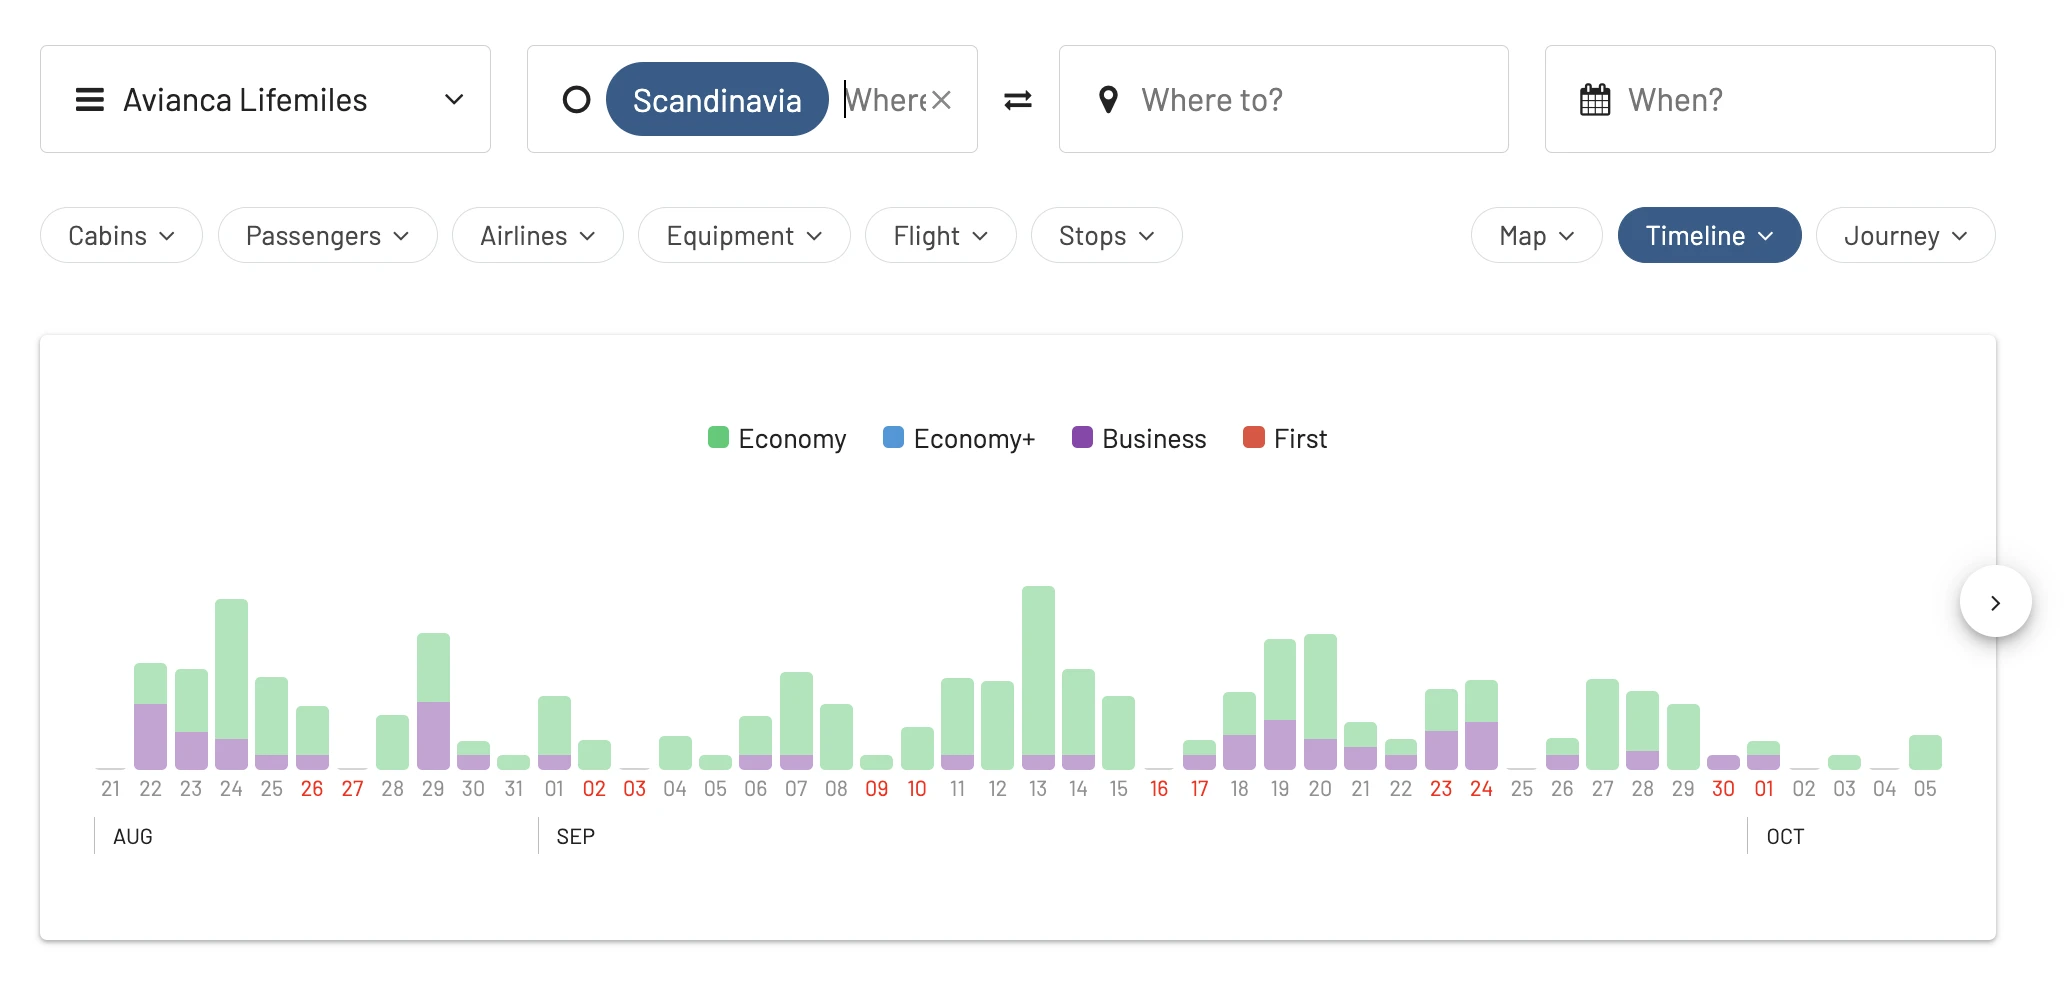 Avianca Lifemiles
Scandinavia Where
Where to?
When?
Cabins Passengers Airlines Equipment Flight Stops Map Timeline Journey
Economy Economy+ Business First
21 22 23 24 25 26 27 28 29 30 31 01 02 03 04 05 06 07 08 09 10 11 12 13 14 15 16 17 18 19 20 21 22 23 24 25 26 27 28 29 30 01 02 03 04 05
AUG SEP OCT